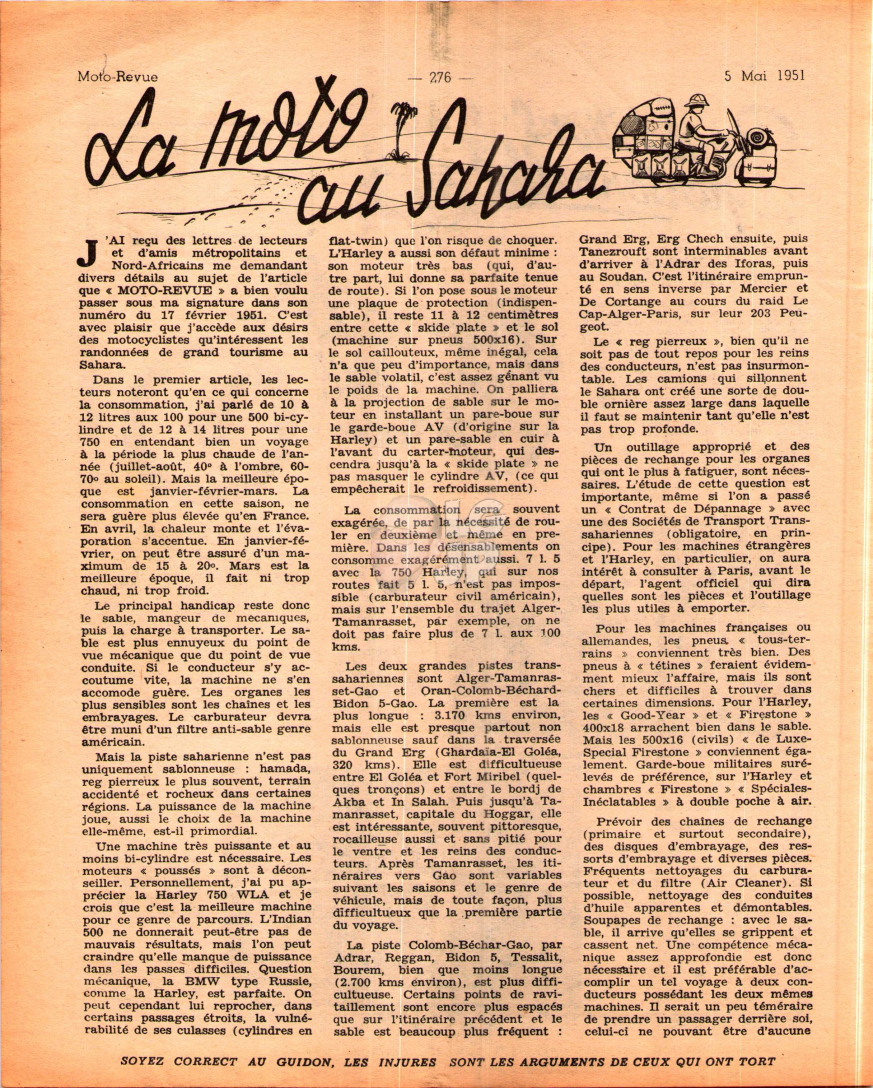 Moto-Revue
— 276 —
5 Mai 1951
La moto
au Sahara
J'AI reçu des lettres de lecteurs
et d'amis métropolitains et
Nord-Africains me demandant
divers détails au sujet de l'article
que « MOTO-REVUE » a bien voulu
passer sous ma signature dans son
numéro du 17 février 1951. C'est
avec plaisir que j'accède aux désirs
des motocyclistes qu'intéressent les
randonnées de grand tourisme au
Sahara.
Dans le premier article, les lec-
teurs noteront qu'en ce qui concerne
la consommation, j'ai parlé de 10 à
12 litres aux 100 pour une 500 bi-cy-
lindre et de 12 à 14 litres pour une
750 en entendant bien un voyage
à la période la plus chaude de l'an-
née (juillet-août, 40° à l'ombre, 60-
70° au soleil). Mais la meilleure épo-
que est janvier-février-mars. La
consommation en cette saison, ne
sera guère plus élevée qu'en France.
En avril, la chaleur monte et l'éva-
poration s'accentue. En janvier-fé-
vrier, on peut être assuré d'un ma-
ximum de 15 à 20°. Mars est la
meilleure époque, il fait ni trop
chaud, ni trop froid.
Le principal handicap reste donc
le sable, mangeur de mecaniques,
puis la charge à transporter. Le sa-
ble est plus ennuyeux du point de
vue mécanique que du point de vue
conduite. Si le conducteur s'y ac-
coutume vite, la machine ne s'en
accomode guère. Les organes les
plus sensibles sont les chaînes et les
embrayages. Le carburateur devra
être muni d'un filtre anti-sable genre
américain.
Mais la piste saharienne n'est pas
uniquement sablonneuse : hamada,
reg pierreux le plus souvent, terrain
accidenté et rocheux dans certaines
régions. La puissance de la machine
joue, aussi le choix de la machine
elle-même, est-il primordial.
Une machine très puissante et au
moins bi-cylindre est nécessaire. Les
moteurs « poussés » sont à décon-
seiller. Personnellement, j'ai pu ap-
précier la Harley 750 WLA et je
crois que c'est la meilleure machine
pour ce genre de parcours. L'Indian
500 ne donnerait peut-être pas de
mauvais résultats, mais l'on peut
craindre qu'elle manque de puissance
dans les passes difficiles. Question
mécanique, la BMW type Russie,
comme la Harley, est parfaite. On
peut cependant lui reprocher, dans
certains passages étroits, la vulné-
rabilité de ses culasses (cylindres en
flat-twin) que l'on risque de choquer.
L'Harley a aussi son défaut minime :
son moteur très bas (qui, d'au-
tre part, lui donne sa parfaite tenue
de route). Si l'on pose sous le moteur
une plaque de protection (indispen-
sable), il reste 11 à 12 centimètres
entre cette « skide plate » et le sol
(machine sur pneus 500x16). Sur
le sol caillouteux, même inégal, cela
n'a que peu d'importance, mais dans
le sable volatil, c'est assez gênant vu
le poids de la machine. On palliera
à la projection de sable sur le mo-
teur en installant un pare-boue sur
le garde-boue AV (d'origine sur la
Harley) et un pare-sable en cuir à
l'avant du carter-moteur, qui des-
cendra jusqu'à la « skide plate » ne
pas masquer le cylindre AV, (ce qui
empêcherait le refroidissement).
La consommation sera souvent
exagérée, de par la nécessité de rou-
ler en deuxième et même en pre-
mière. Dans les désensablements on
consomme exagérément aussi. 7 l. 5
avec la 750 Harley, qui sur nos
routes fait 5 l. 5, n'est pas impos-
sible (carburateur civil américain),
mais sur l'ensemble du trajet Alger-
Tamanrasset, par exemple, on ne
doit pas faire plus de 7 l. aux 100
kms.
Les deux grandes pistes trans-
sahariennes sont Alger-Tamanras-
set-Gao et Oran-Colomb-Béchard-
Bidon 5-Gao. La première est la
plus longue : 3.170 kms environ,
mais elle est presque partout non
sablonneuse sauf dans la traversée
du Grand Erg (Ghardaïa-El Goléa,
320 kms). Elle est difficultueuse
entre El Goléa et Fort Miribel (quel-
ques tronçons) et entre le bordj de
Akba et In Salah. Puis jusqu'à Ta-
manrasset, capitale du Hoggar, elle
est intéressante, souvent pittoresque,
rocailleuse aussi et sans pitié pour
le ventre et les reins des conduc-
teurs. Après Tamanrasset, les iti-
néraires vers Gao sont variables
suivant les saisons et le genre de
véhicule, mais de toute façon, plus
difficultueux que la première partie
du voyage.
La piste Colomb-Béchar-Gao, par
Adrar, Reggan, Bidon 5, Tessalit,
Bourem, bien que moins longue
(2.700 kms environ), est plus diffi-
cultueuse. Certains points de ravi-
taillement sont encore plus espacés
que sur l'itinéraire précédent et le
sable est beaucoup plus fréquent :
Grand Erg, Erg Chech ensuite, puis
Tanezrouft sont interminables avant
d'arriver à l'Adrar des Iforas, puis
au Soudan. C'est l'itinéraire emprun-
té en sens inverse par Mercier et
De Cortange au cours du raid Le
Cap-Alger-Paris, sur leur 203 Peu-
geot.
Le « reg pierreux », bien qu'il ne
soit pas de tout repos pour les reins
des conducteurs, n'est pas insurmon-
table. Les camions qui sillonnent
le Sahara ont créé une sorte de dou-
ble ornière assez large dans laquelle
il faut se maintenir tant qu'elle n'est
pas trop profonde.
Un outillage approprié et des
pièces de rechange pour les organes
qui ont le plus à fatiguer, sont néces-
saires. L'étude de cette question est
importante, même si l'on a passé
un « Contrat de Dépannage » avec
une des Sociétés de Transport Trans-
sahariennes (obligatoire, en prin-
cipe). Pour les machines étrangères
et l'Harley, en particulier, on aura
intérêt à consulter à Paris, avant le
départ, l'agent officiel qui dira
quelles sont les pièces et l'outillage
les plus utiles à emporter.
Pour les machines françaises ou
allemandes, les pneus, « tous-ter-
rains » conviennent très bien. Des
pneus à « tétines » feraient évidem-
ment mieux l'affaire, mais ils sont
chers et difficiles à trouver dans
certaines dimensions. Pour l'Harley,
les « Good-Year » et « Firestone »
400x18 arrachent bien dans le sable.
Mais les 500x16 (civils) « de Luxe-
Special Firestone » conviennent éga-
lement. Garde-boue militaires suré-
levés de préférence, sur l'Harley et
chambres « Firestone » « Spéciales-
Inéclatables » à double poche à air.
Prévoir des chaînes de rechange
(primaire et surtout secondaire),
des disques d'embrayage, des res-
sorts d'embrayage et diverses pièces.
Fréquents nettoyages du carbura-
teur et du filtre (Air Cleaner). Si
possible, nettoyage des conduites
d'huile apparentes et démontables.
Soupapes de rechange : avec le sa-
ble, il arrive qu'elles se grippent et
cassent net. Une compétence méca-
nique assez approfondie est donc
nécessaire et il est préférable d'ac-
complir un tel voyage à deux con-
ducteurs possédant les deux mêmes
machines. Il serait un peu téméraire
de prendre un passager derrière soi,
celui-ci ne pouvant être d'aucune
SOYEZ CORRECT AU GUIDON, LES INJURES SONT LES ARGUMENTS DE CEUX QUI ONT TORT